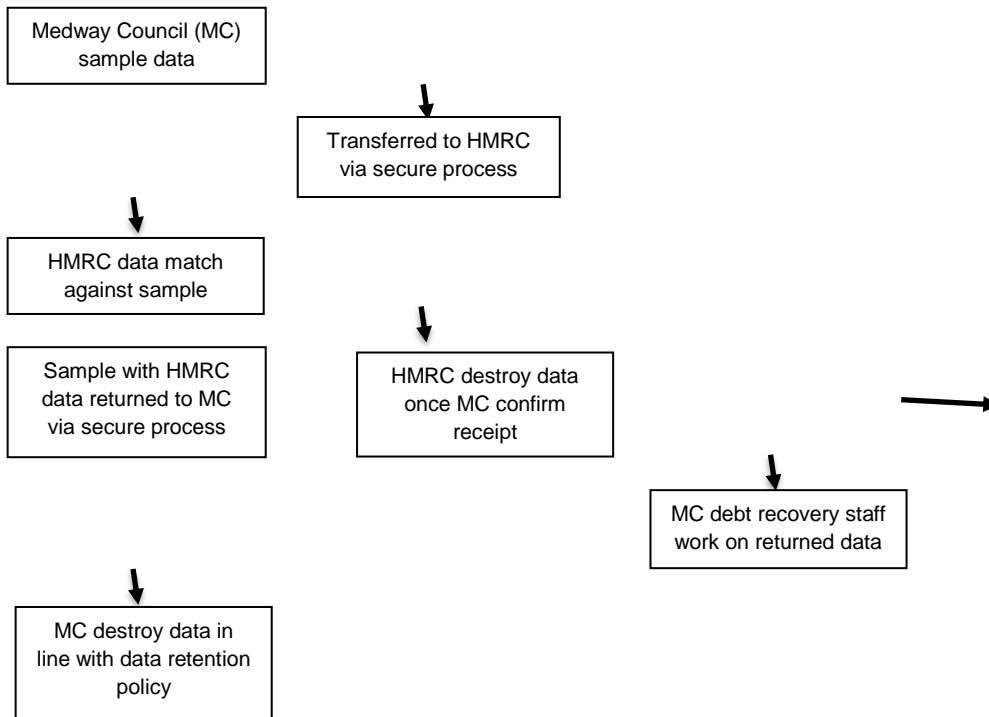 Medway Council (MC)
sample data
Transferred to HMRC
via secure process
HMRC data match
against sample
Sample with HMRC
data returned to MC
via secure process
HMRC destroy data
once MC confirm
receipt
MC debt recovery staff
work on returned data
MC destroy data in
line with data retention
policy